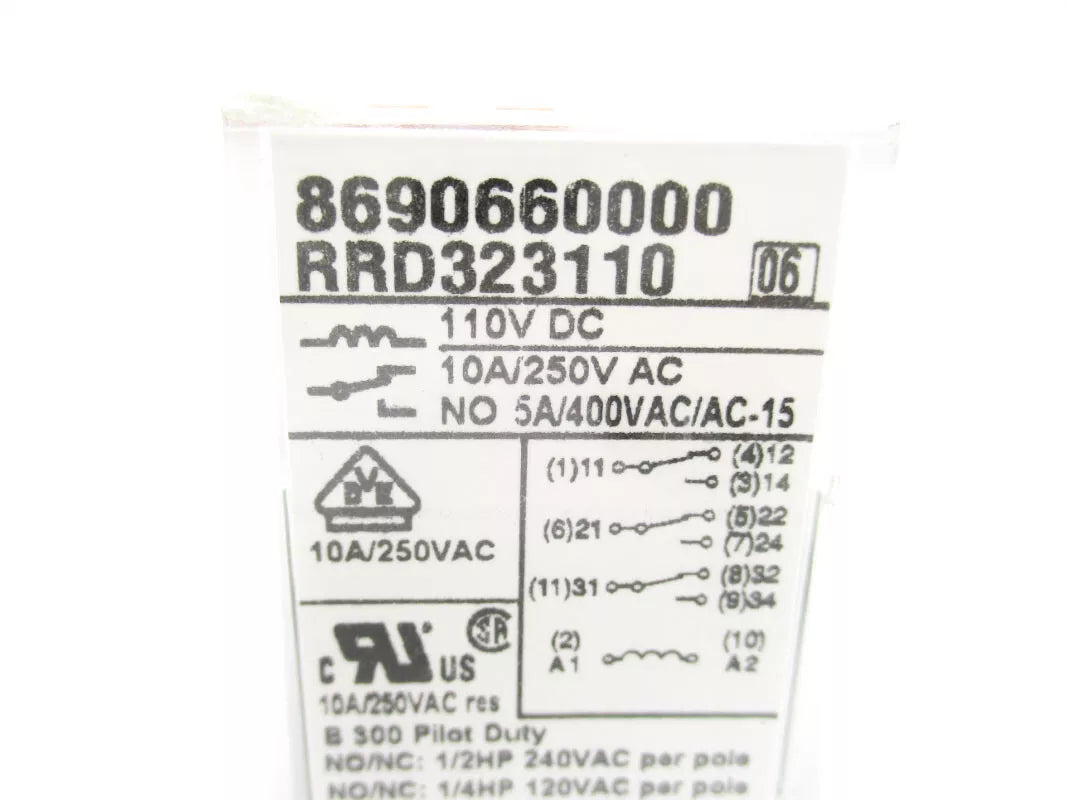 8690660000
RRD323110 06
110V DC
10A/250V AC
NO 5A/400VAC/AC-15
VDE
10A/250VAC
(1)11 (4)12
(3)14
(6)21 (5)22
(7)24
(11)31 (8)32
(9)34
(2) (10)
A1 A2
C RU US SA
10A/250VAC res
B 300 Pilot Duty
NO/NC: 1/2HP 240VAC per pole
NO/NC: 1/4HP 120VAC per pole